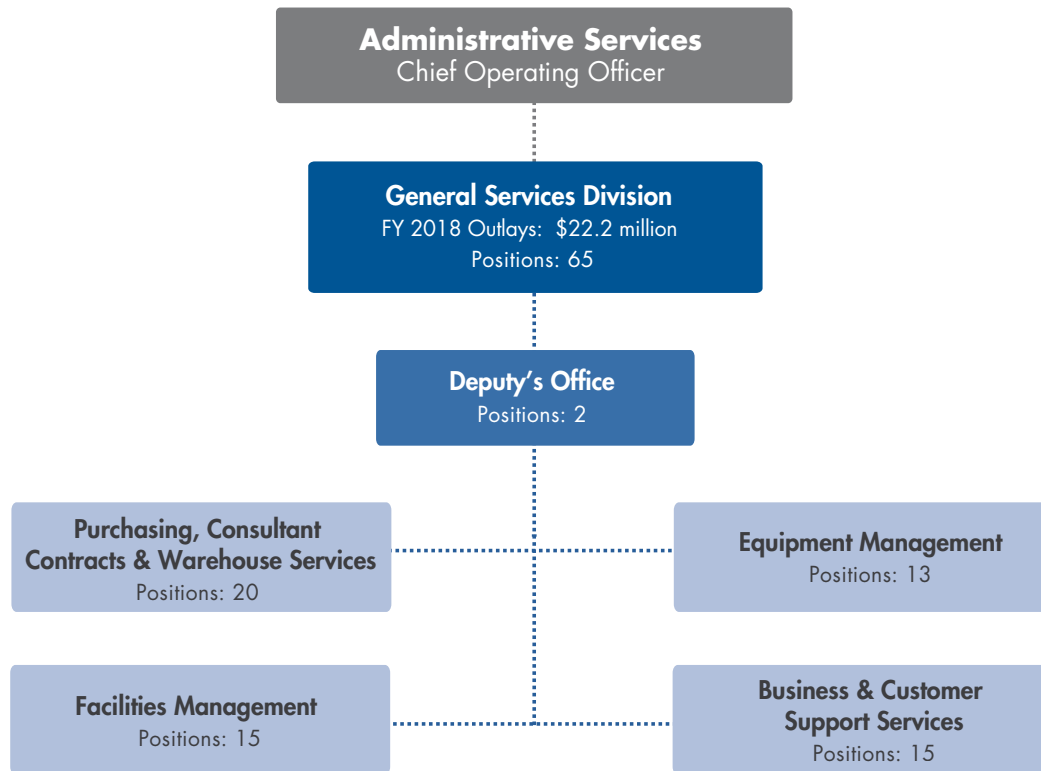 Administrative Services
Chief Operating Officer
General Services Division
FY 2018 Outlays:  $22.2 million
Positions: 65
Deputy’s Office
Positions: 2
Purchasing, Consultant
Contracts & Warehouse Services
Positions: 20
Equipment Management
Positions: 13
Facilities Management
Positions: 15
Business & Customer
Support Services
Positions: 15